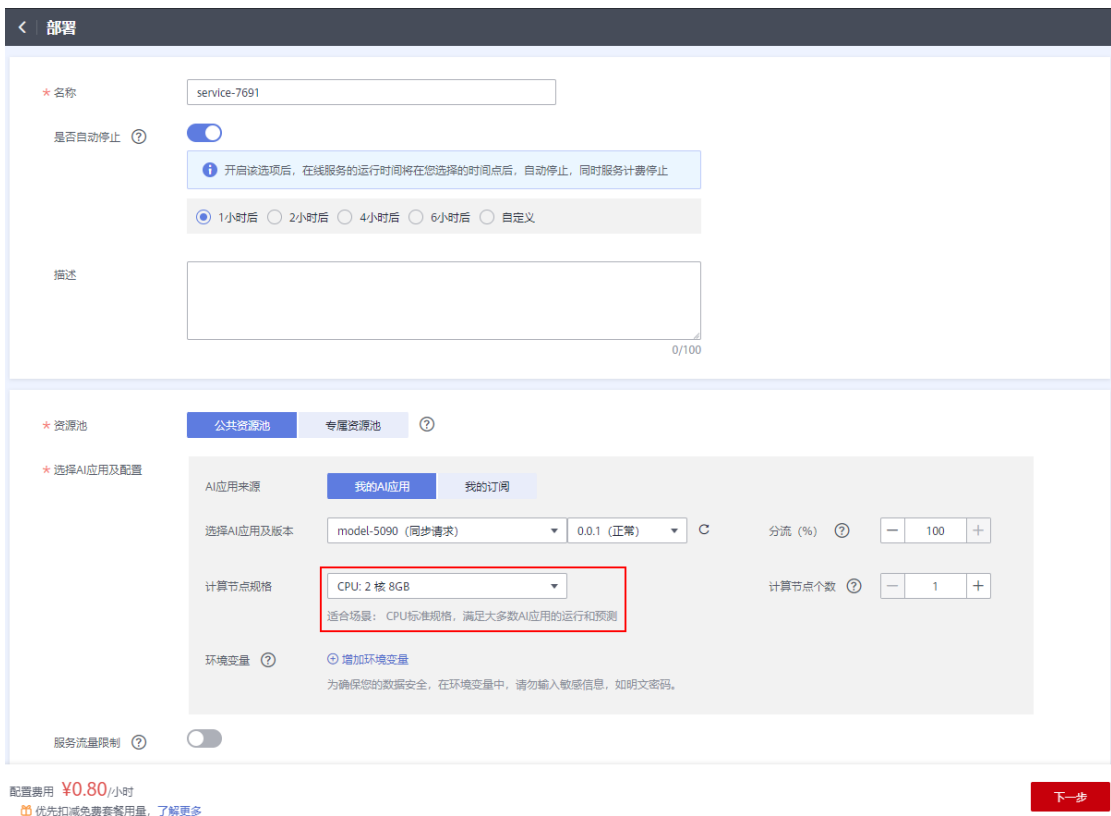 部署
名称 service-7691
是否自动停止
开启该选项后，在线服务的运行时间将在您选择的时间点后，自动停止，同时服务计费停止
1小时后 2小时后 4小时后 6小时后 自定义
描述
0/100
资源池 公共资源池 专属资源池
选择AI应用及配置
AI应用来源 我的AI应用 我的订阅
选择AI应用及版本 model-5090（同步请求） 0.0.1（正常） 分流（%） 100
计算节点规格 CPU: 2 核 8GB 计算节点个数 1
适合场景： CPU标准规格，满足大多数AI应用的运行和预测
环境变量 增加环境变量
为确保您的数据安全，在环境变量中，请勿输入敏感信息，如明文密码。
服务流量限制
配置费用 ¥0.80/小时
优先扣减免费套餐用量，了解更多
下一步